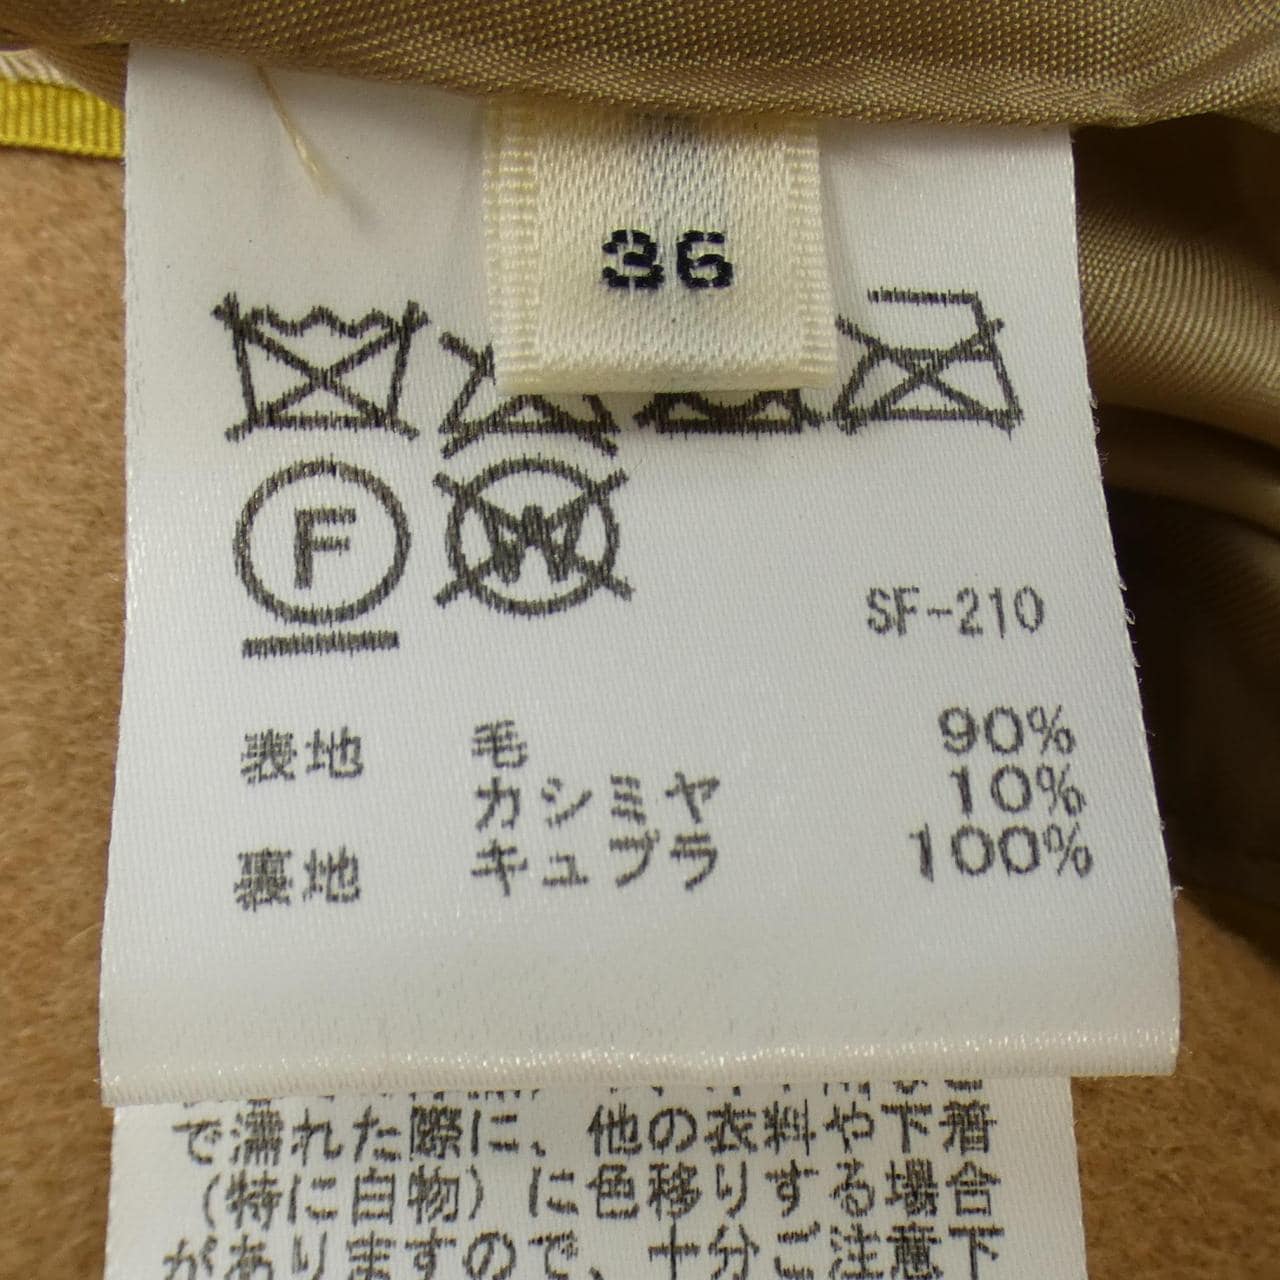 36
F
W
SF-210
表地 毛 90%
カシミヤ 10%
裏地 キュプラ 100%
で濡れた際に、他の衣料や下着
(特に白物)に色移りする場合
がありますので、十分ご注意下